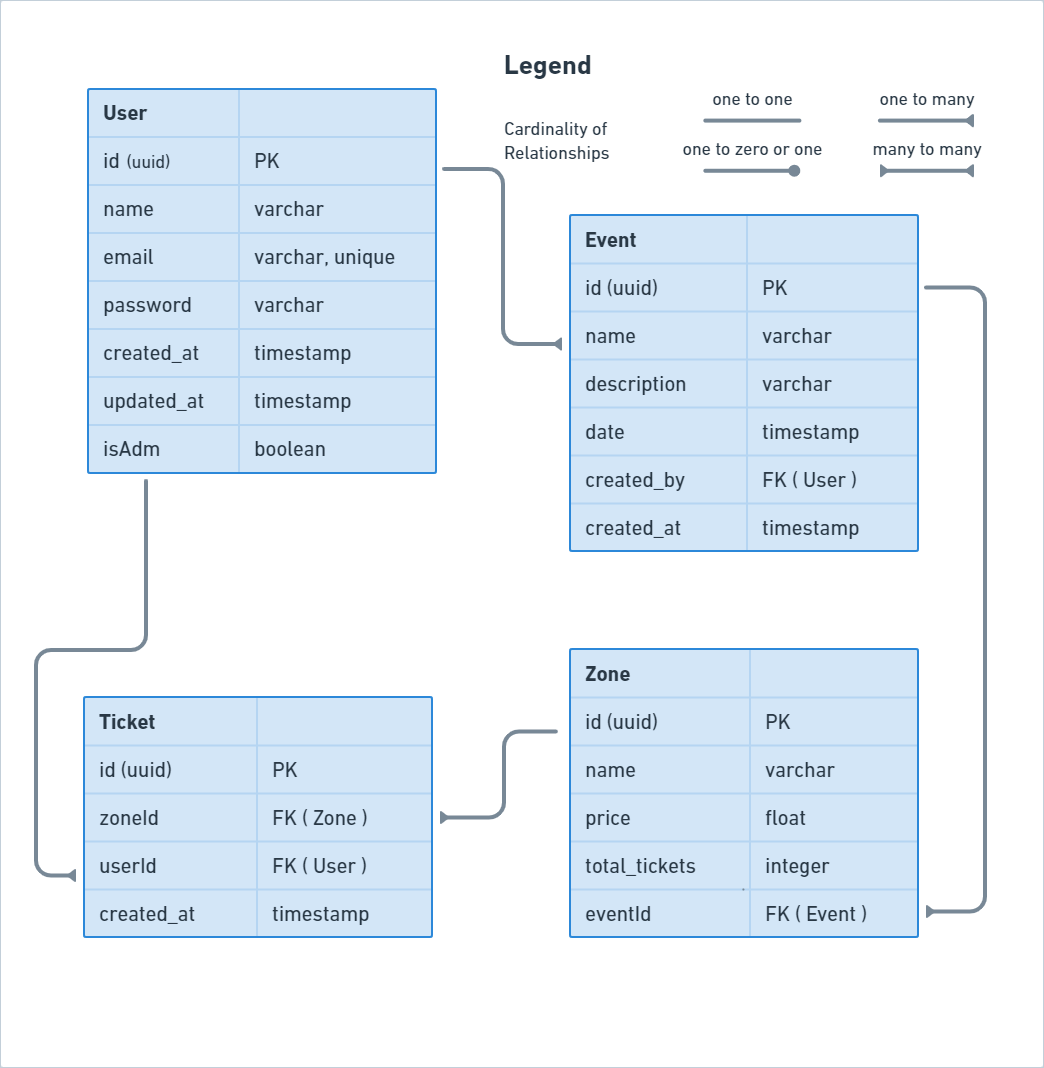 Legend
Cardinality of
Relationships
one to one
one to many
one to zero or one
many to many
User
id (uuid) PK
name varchar
email varchar, unique
password varchar
created_at timestamp
updated_at timestamp
isAdm boolean
Event
id (uuid) PK
name varchar
description varchar
date timestamp
created_by FK ( User )
created_at timestamp
Ticket
id (uuid) PK
zoneId FK ( Zone )
userId FK ( User )
created_at timestamp
Zone
id (uuid) PK
name varchar
price float
total_tickets integer
eventId FK ( Event )